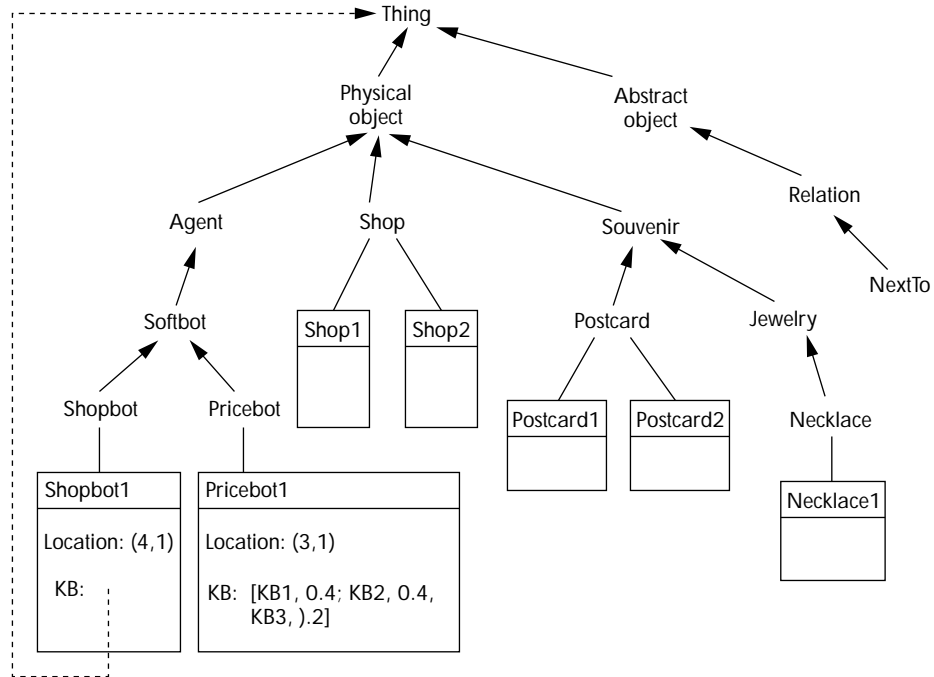 Thing
Physical
object
Abstract
object
Relation
Agent
Shop
Souvenir
NextTo
Softbot
Shop1
Shop2
Postcard
Jewelry
Shopbot
Pricebot
Postcard1
Postcard2
Necklace
Shopbot1
Location: (4,1)
KB:
Pricebot1
Location: (3,1)
KB: [KB1, 0.4; KB2, 0.4,
KB3, ).2]
Necklace1